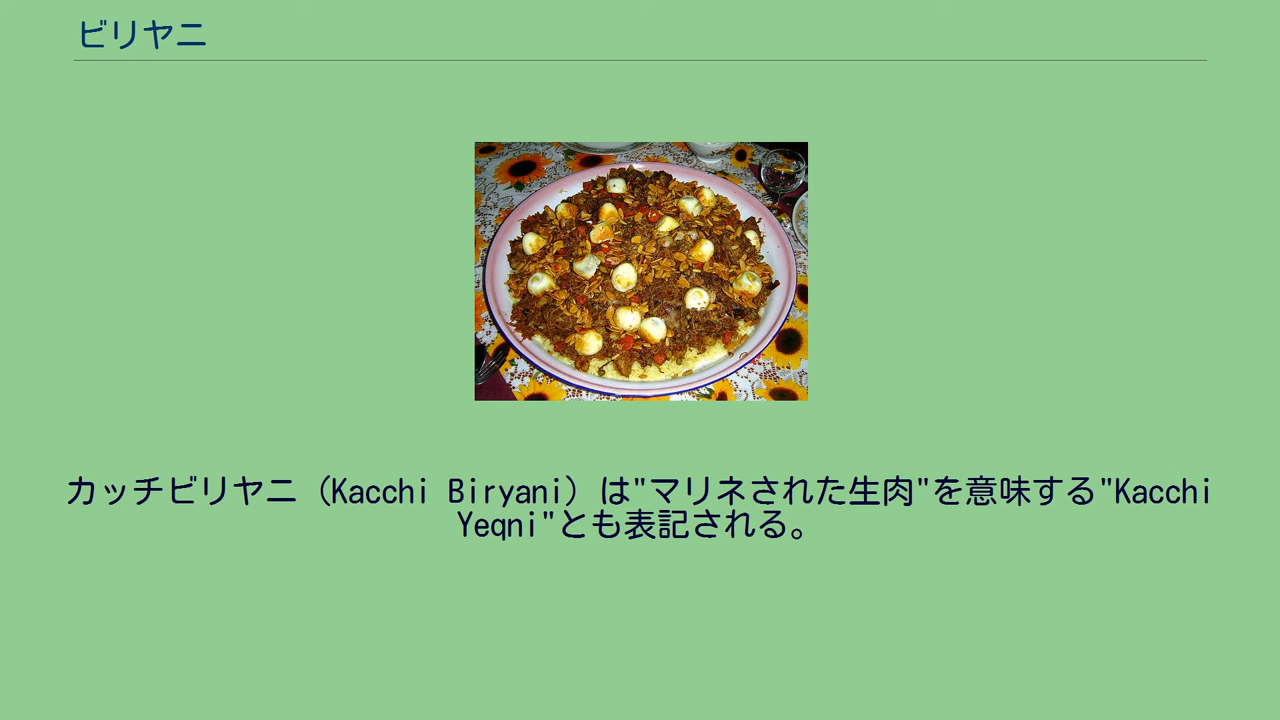 ビリヤニ
カッチビリヤニ（Kacchi Biryani）は"マリネされた生肉"を意味する"Kacchi
Yeqni"とも表記される。